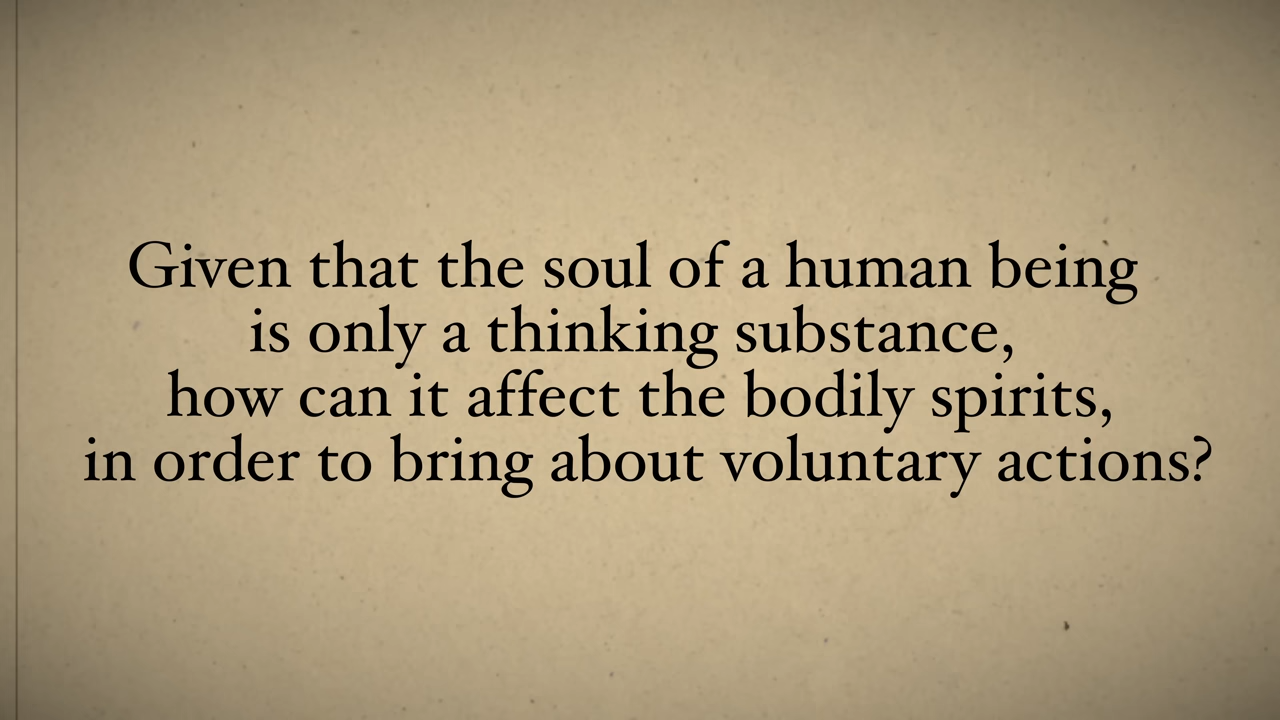 Given that the soul of a human being
is only a thinking substance,
how can it affect the bodily spirits,
in order to bring about voluntary actions?